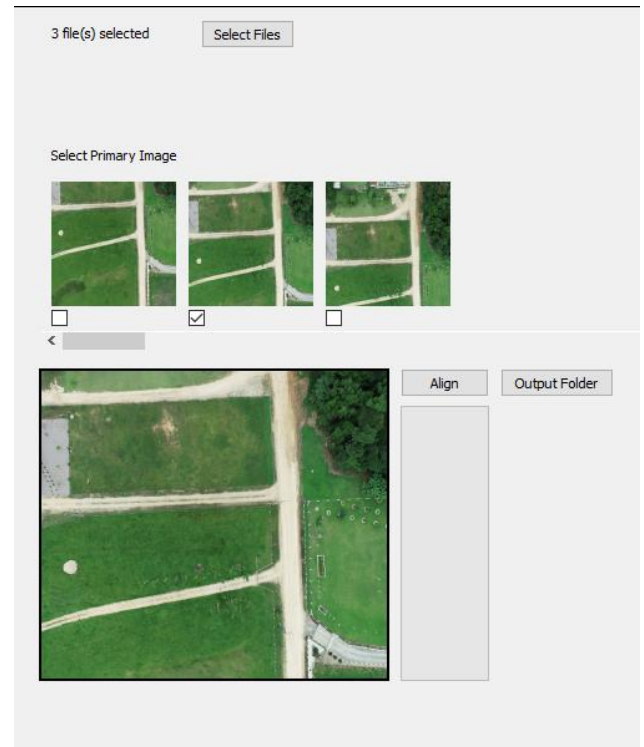 3 file(s) selected
Select Files
Select Primary Image
Align
Output Folder